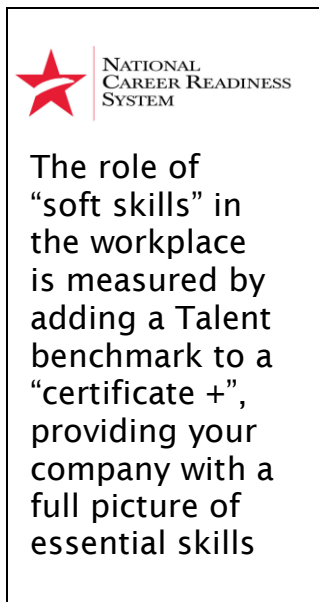 NATIONAL
CAREER READINESS
SYSTEM
The role of
“soft skills” in
the workplace
is measured by
adding a Talent
benchmark to a
“certificate +”,
providing your
company with a
full picture of
essential skills